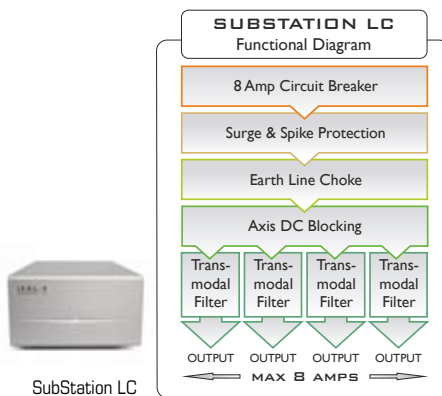 SUBSTATION LC
Functional Diagram
8 Amp Circuit Breaker
Surge & Spike Protection
Earth Line Choke
Axis DC Blocking
Trans-
modal
Filter
Trans-
modal
Filter
Trans-
modal
Filter
Trans-
modal
Filter
OUTPUT OUTPUT OUTPUT OUTPUT
MAX 8 AMPS
SubStation LC